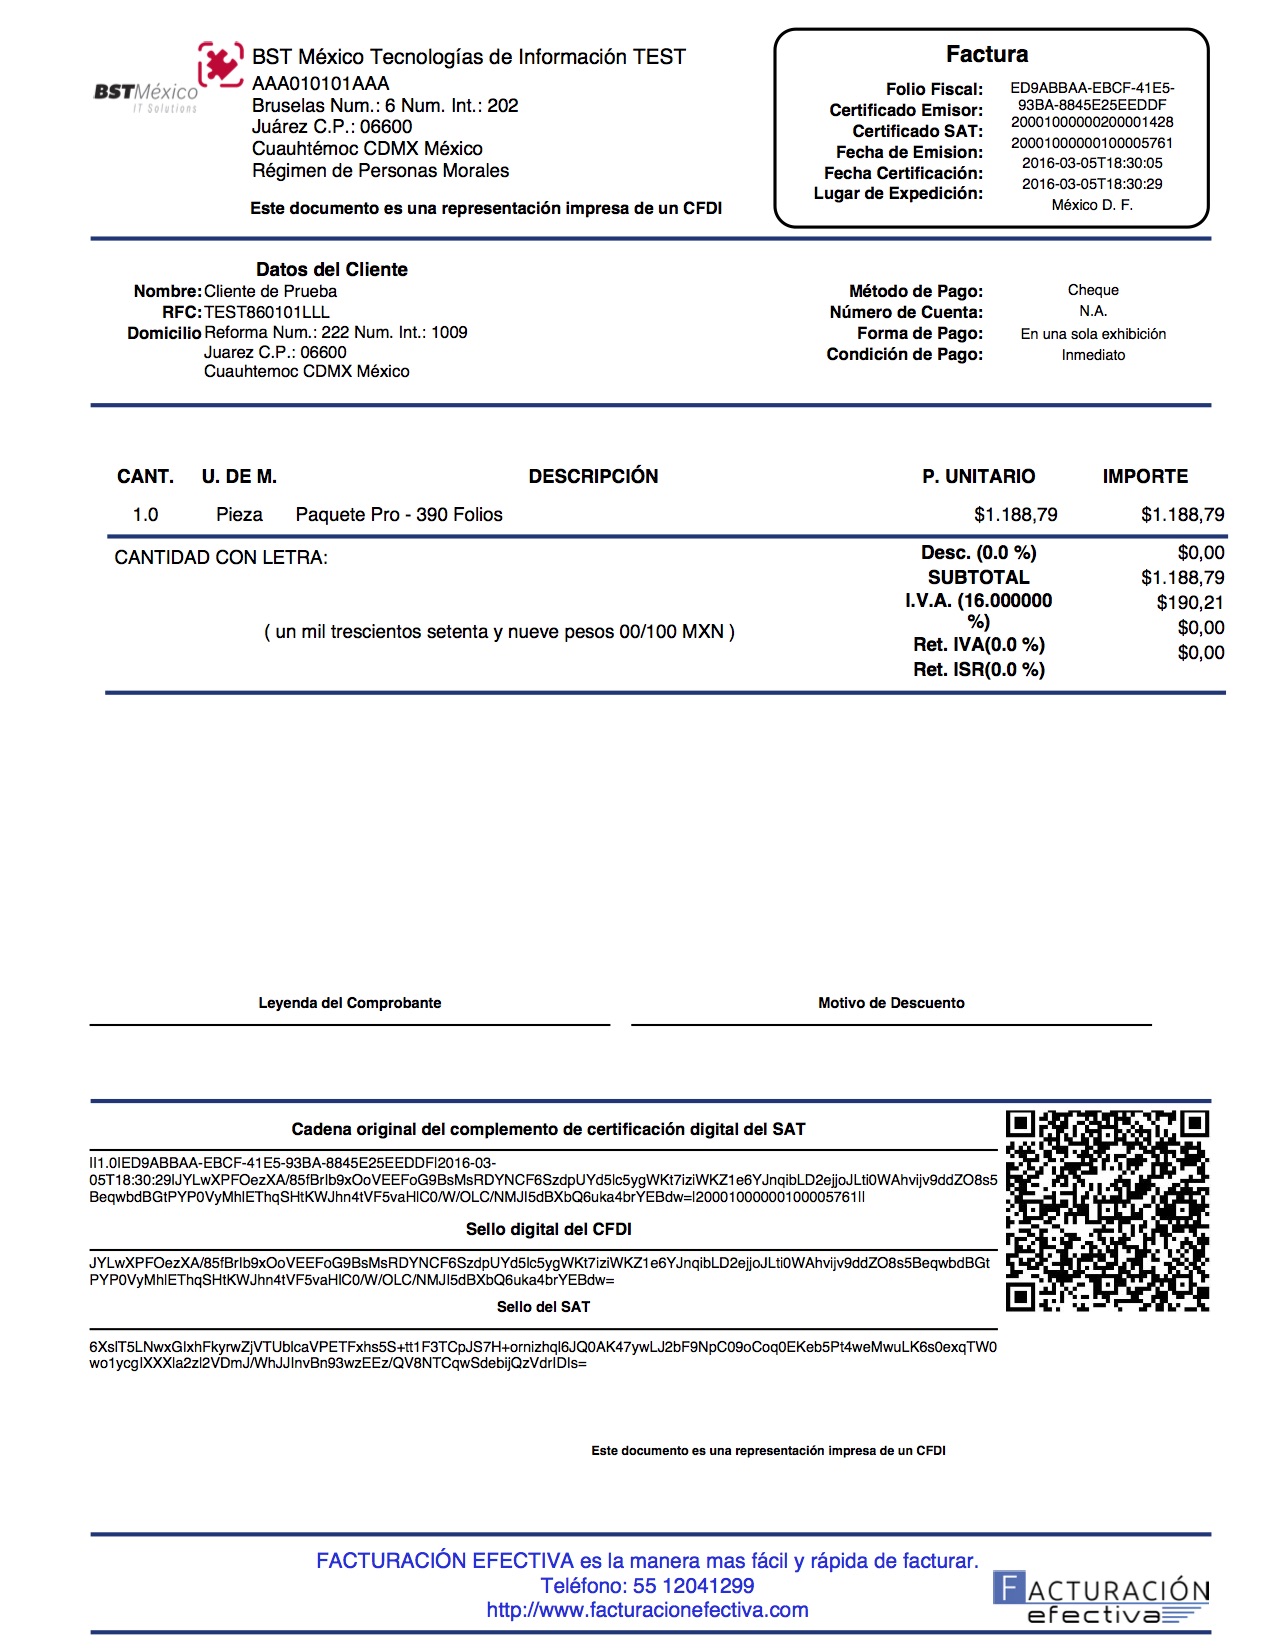 BSTMéxico
IT Solutions
BST México Tecnologías de Información TEST
AAA010101AAA
Bruselas Num.: 6 Num. Int.: 202
Juárez C.P.: 06600
Cuauhtémoc CDMX México
Régimen de Personas Morales
Este documento es una representación impresa de un CFDI
Factura
Folio Fiscal: ED9ABBAA-EBCF-41E5-
93BA-8845E25EEDDF
Certificado Emisor: 20001000000200001428
Certificado SAT: 20001000000100005761
Fecha de Emision: 2016-03-05T18:30:05
Fecha Certificación: 2016-03-05T18:30:29
Lugar de Expedición: México D. F.
Datos del Cliente
Nombre: Cliente de Prueba
RFC: TEST860101LLL
Domicilio Reforma Num.: 222 Num. Int.: 1009
Juarez C.P.: 06600
Cuauhtemoc CDMX México
Método de Pago: Cheque
Número de Cuenta: N.A.
Forma de Pago: En una sola exhibición
Condición de Pago: Inmediato
CANT. U. DE M. DESCRIPCIÓN P. UNITARIO IMPORTE
1.0 Pieza Paquete Pro - 390 Folios $1.188,79 $1.188,79
CANTIDAD CON LETRA:
( un mil trescientos setenta y nueve pesos 00/100 MXN )
Desc. (0.0 %) $0,00
SUBTOTAL $1.188,79
I.V.A. (16.000000 $190,21
%)
Ret. IVA(0.0 %) $0,00
Ret. ISR(0.0 %) $0,00
Leyenda del Comprobante Motivo de Descuento
Cadena original del complemento de certificación digital del SAT
||1.0|ED9ABBAA-EBCF-41E5-93BA-8845E25EEDDF|2016-03-
05T18:30:29|JYLwXPFOezXA/85fBrIb9xOoVEEFoG9BsMsRDYNCF6SzdpUYd5lc5ygWKt7iziWKZ1e6YJnqibLD2ejjoJLti0WAhvijv9ddZO8s5
BeqwbdBGtPYP0VyMhlEThqSHtKWJhn4tVF5vaHlC0/W/OLC/NMJI5dBXbQ6uka4brYEBdw=|20001000000100005761||
Sello digital del CFDI
JYLwXPFOezXA/85fBrIb9xOoVEEFoG9BsMsRDYNCF6SzdpUYd5lc5ygWKt7iziWKZ1e6YJnqibLD2ejjoJLti0WAhvijv9ddZO8s5BeqwbdBGt
PYP0VyMhlEThqSHtKWJhn4tVF5vaHlC0/W/OLC/NMJI5dBXbQ6uka4brYEBdw=
Sello del SAT
6XslT5LNwxGIxhFkyrwZjVTUblcaVPETFxhs5S+tt1F3TCpJS7H+ornizhql6JQ0AK47ywLJ2bF9NpC09oCoq0EKeb5Pt4weMwuLK6s0exqTW0
wo1ycgIXXXla2zl2VDmJ/WhJJInvBn93wzEEz/QV8NTCqwSdebijQzVdrIDIs=
Este documento es una representación impresa de un CFDI
FACTURACIÓN EFECTIVA es la manera mas fácil y rápida de facturar.
Teléfono: 55 12041299
http://www.facturacionefectiva.com
FACTURACIÓN
efectiva